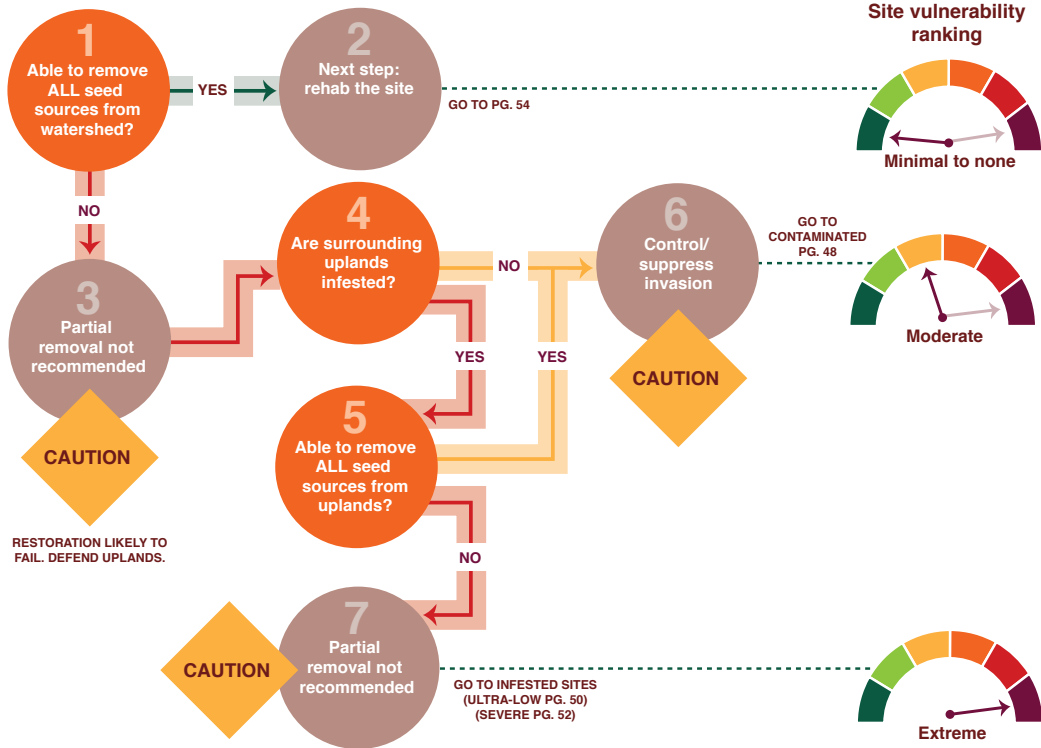 Site vulnerability
ranking
1
Able to remove
ALL seed
sources from
watershed?
YES
2
Next step:
rehab the site
GO TO PG. 54
Minimal to none
NO
3
Partial
removal not
recommended
CAUTION
RESTORATION LIKELY TO
FAIL. DEFEND UPLANDS.
4
Are surrounding
uplands
infested?
NO
YES
6
Control/
suppress
invasion
CAUTION
GO TO
CONTAMINATED
PG. 48
Moderate
5
Able to remove
ALL seed
sources from
uplands?
YES
NO
7
Partial
removal not
recommended
CAUTION
GO TO INFESTED SITES
(ULTRA-LOW PG. 50)
(SEVERE PG. 52)
Extreme